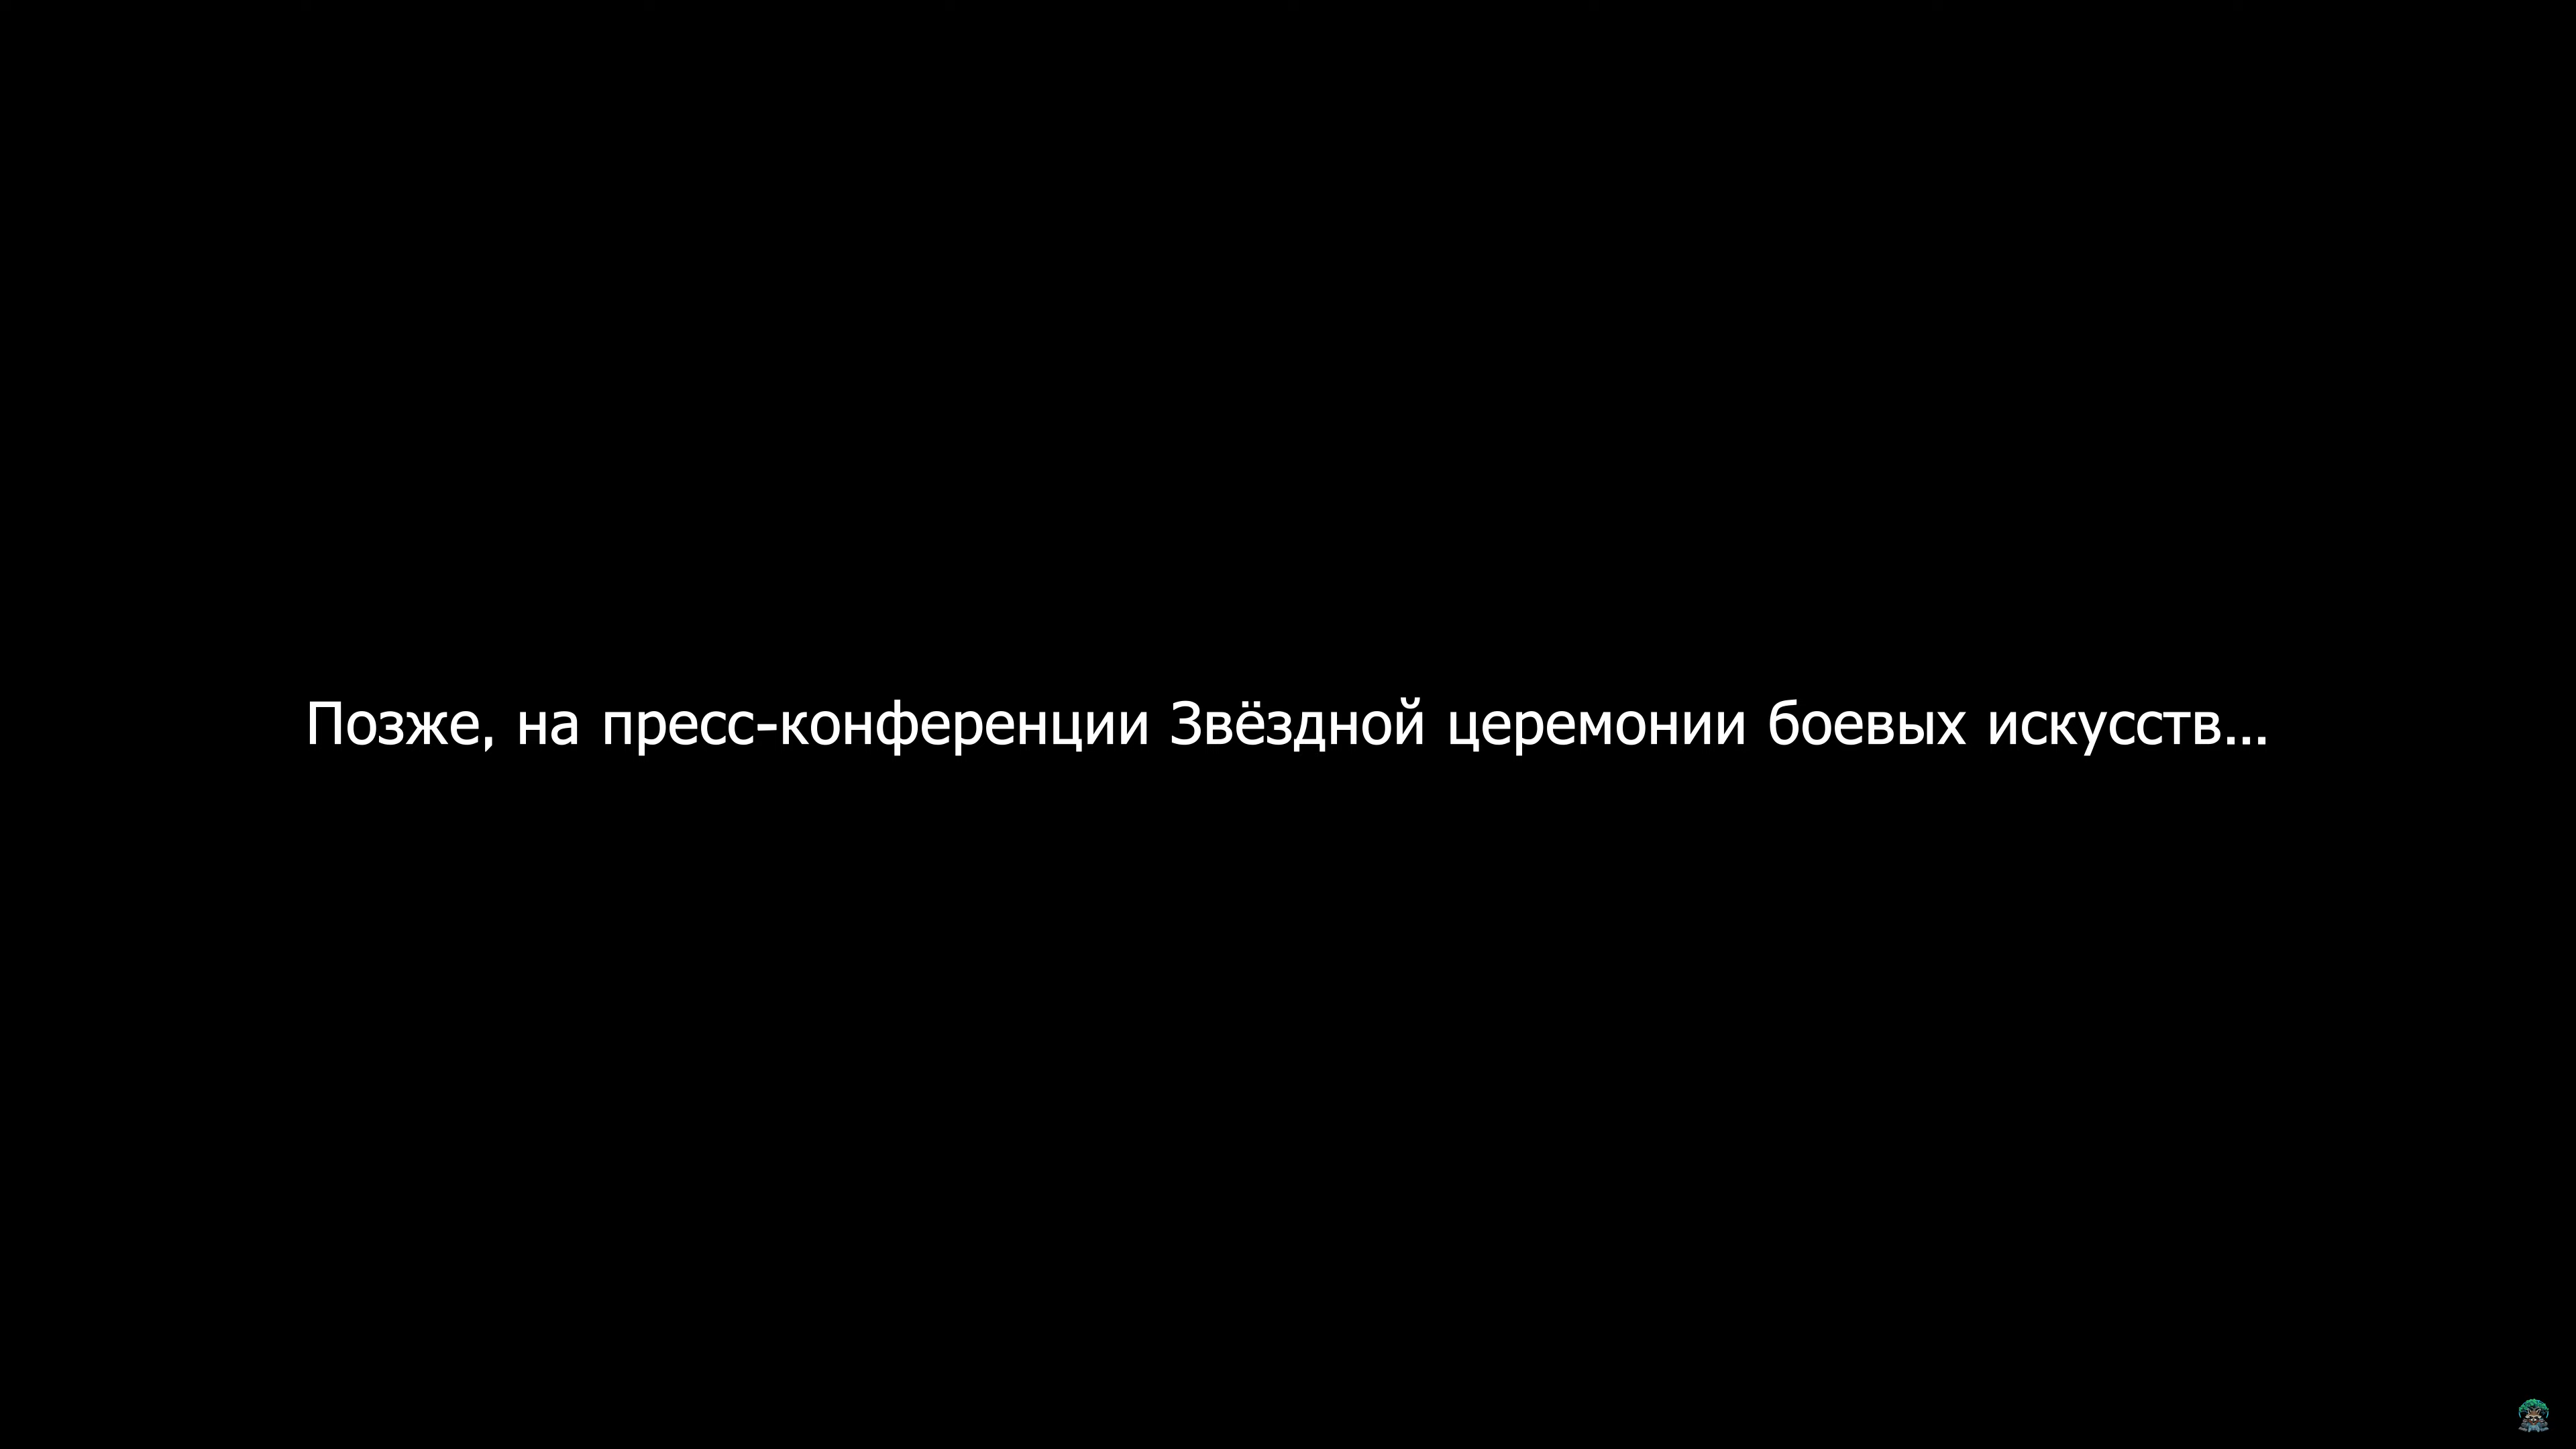 Позже, на пресс-конференции Звёздной церемонии боевых искусств...